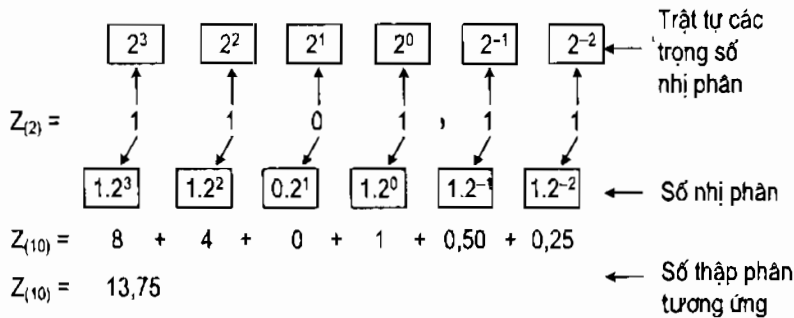 Trật tự các
2³ 2² 2¹ 2⁰ 2⁻¹ 2⁻² trọng số
nhị phân
Z₍₂₎ = 1 1 0 1 , 1 1
1.2³ 1.2² 0.2¹ 1.2⁰ 1.2⁻¹ 1.2⁻² Số nhị phân
Z₍₁₀₎ = 8 + 4 + 0 + 1 + 0,50 + 0,25
Z₍₁₀₎ = 13,75
Số thập phân
tương ứng